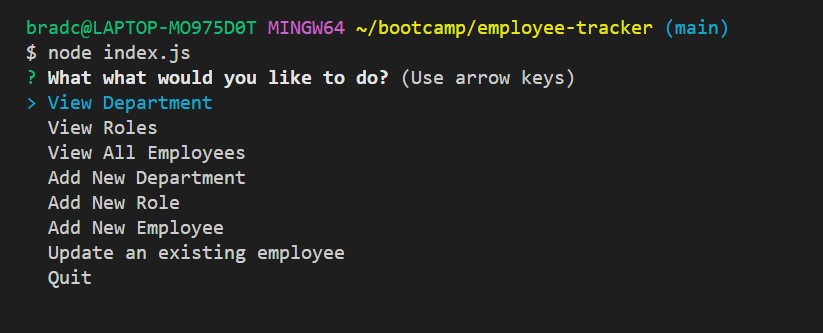 bradc@LAPTOP-MO975D0T MINGW64 ~/bootcamp/employee-tracker (main)
$ node index.js
? What what would you like to do? (Use arrow keys)
> View Department
View Roles
View All Employees
Add New Department
Add New Role
Add New Employee
Update an existing employee
Quit